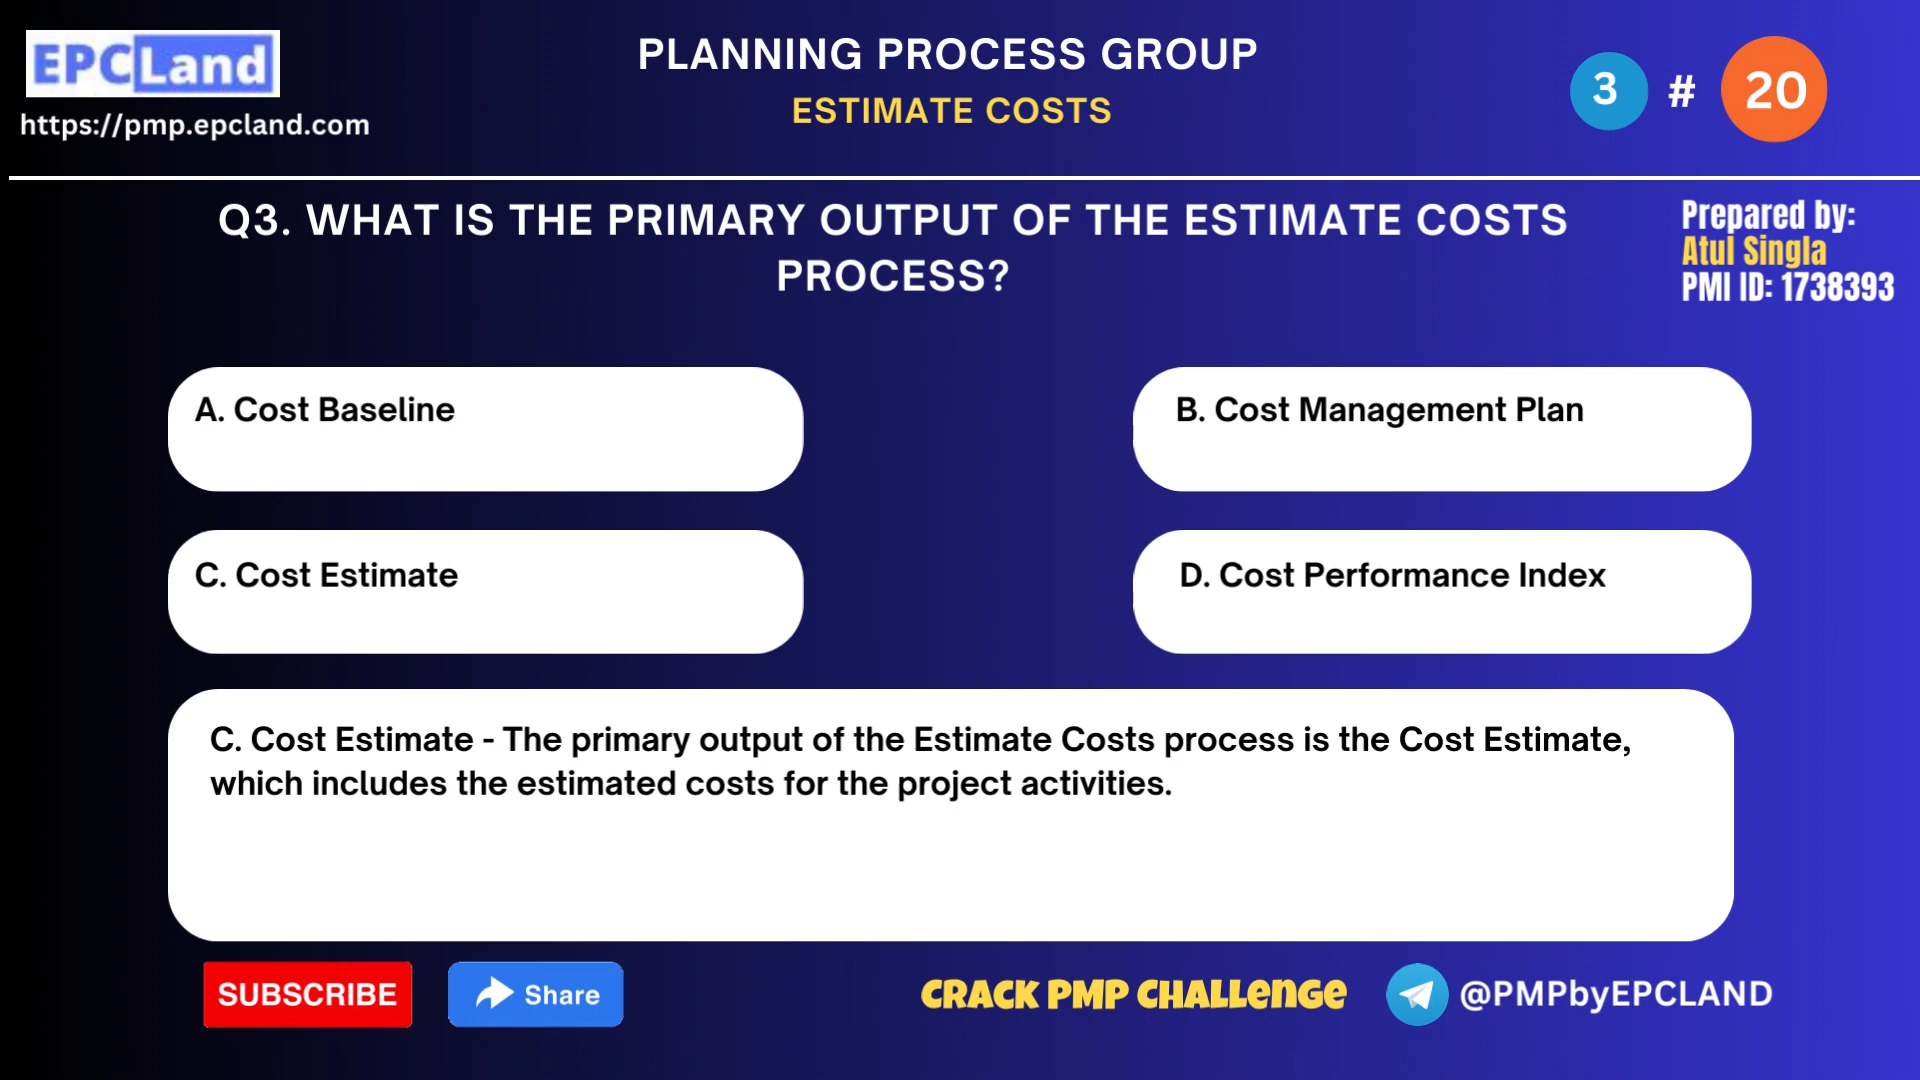 EPCLand
https://pmp.epcland.com
PLANNING PROCESS GROUP
ESTIMATE COSTS
3 # 20
Q3. WHAT IS THE PRIMARY OUTPUT OF THE ESTIMATE COSTS
PROCESS?
Prepared by:
Atul Singla
PMI ID: 1738393
A. Cost Baseline
B. Cost Management Plan
C. Cost Estimate
D. Cost Performance Index
C. Cost Estimate - The primary output of the Estimate Costs process is the Cost Estimate,
which includes the estimated costs for the project activities.
SUBSCRIBE
Share
CRACK PMP CHALLENGE
@PMPbyEPCLAND